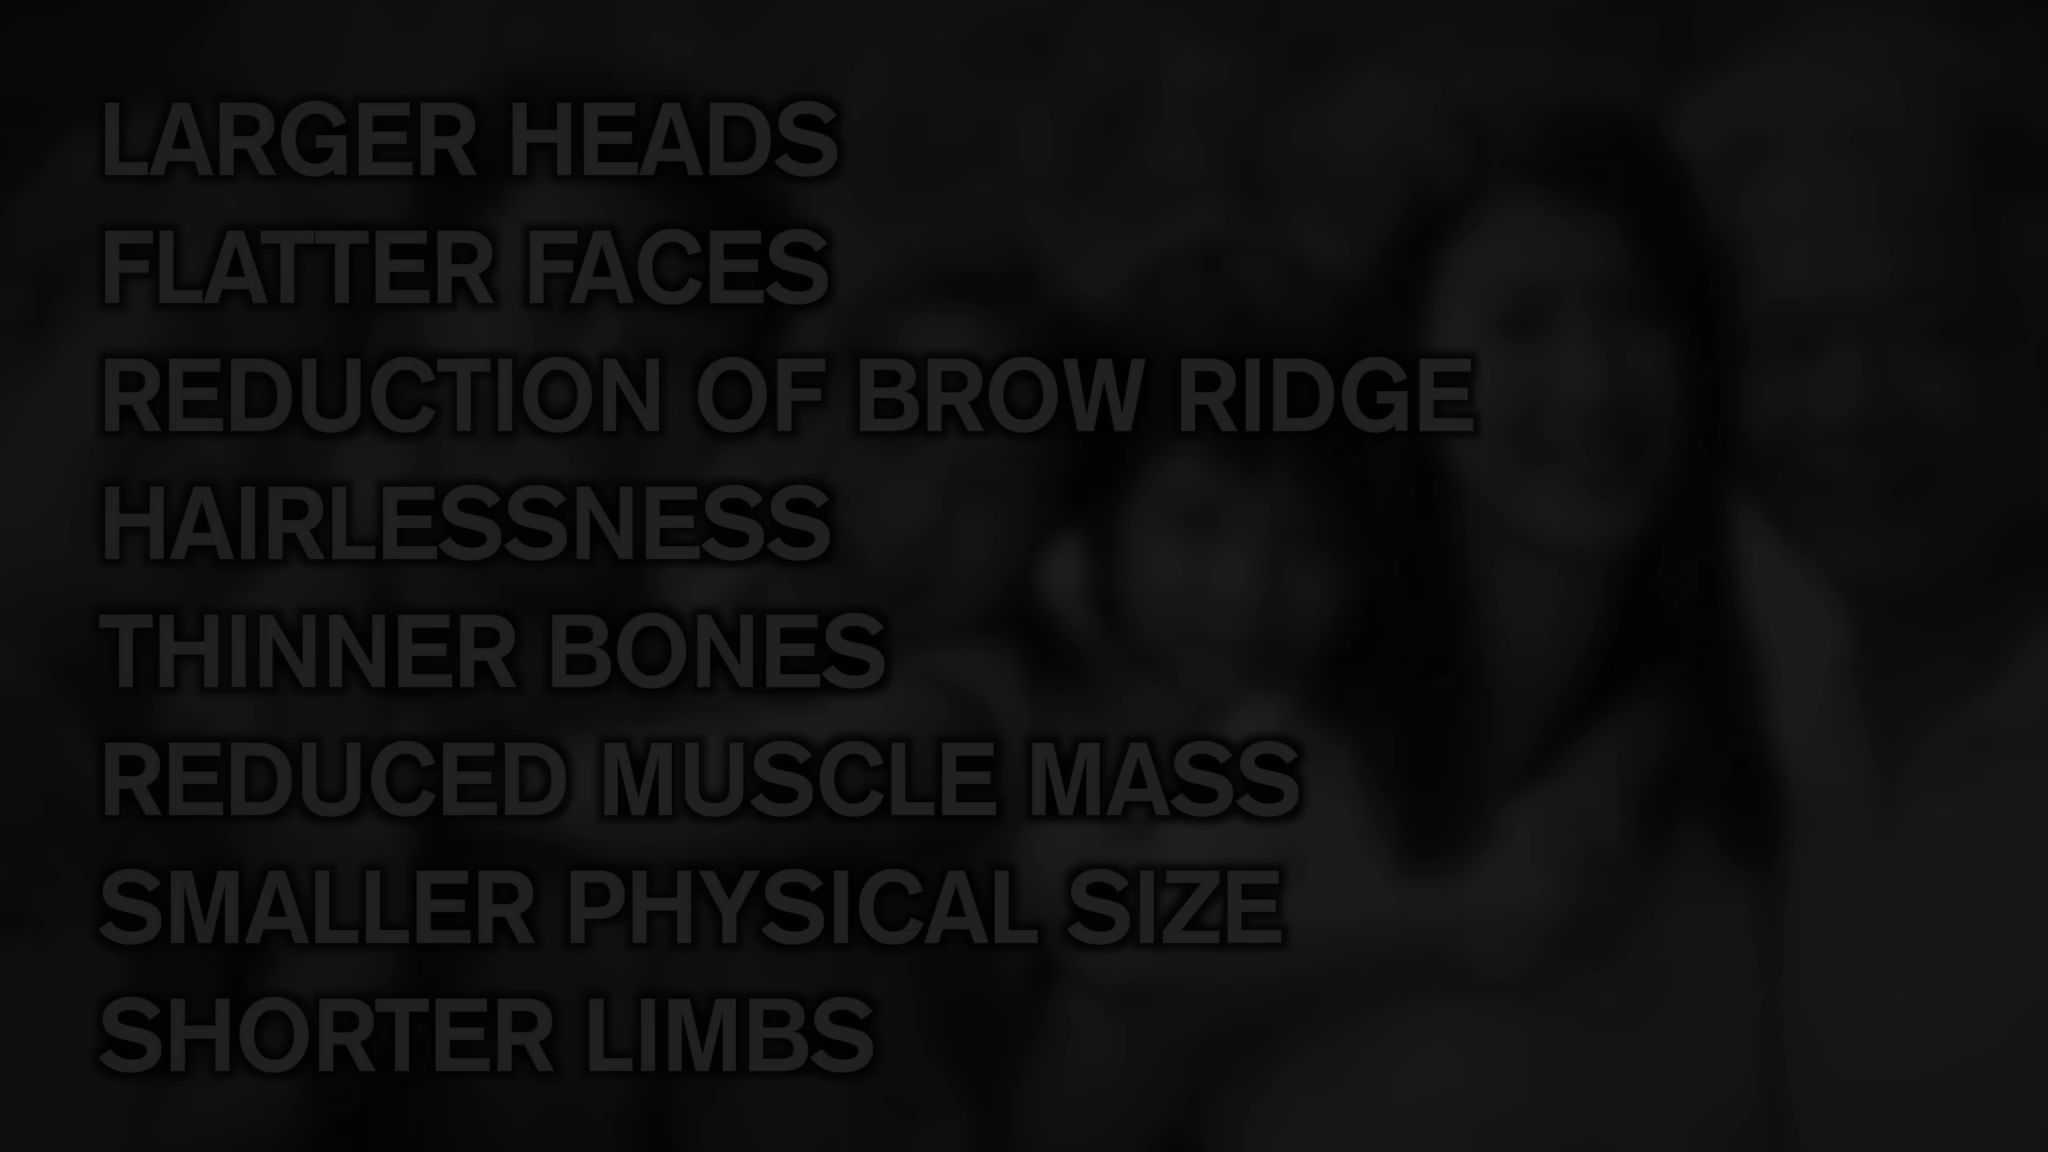 LARGER HEADS
FLATTER FACES
REDUCTION OF BROW RIDGE
HAIRLESSNESS
THINNER BONES
REDUCED MUSCLE MASS
SMALLER PHYSICAL SIZE
SHORTER LIMBS